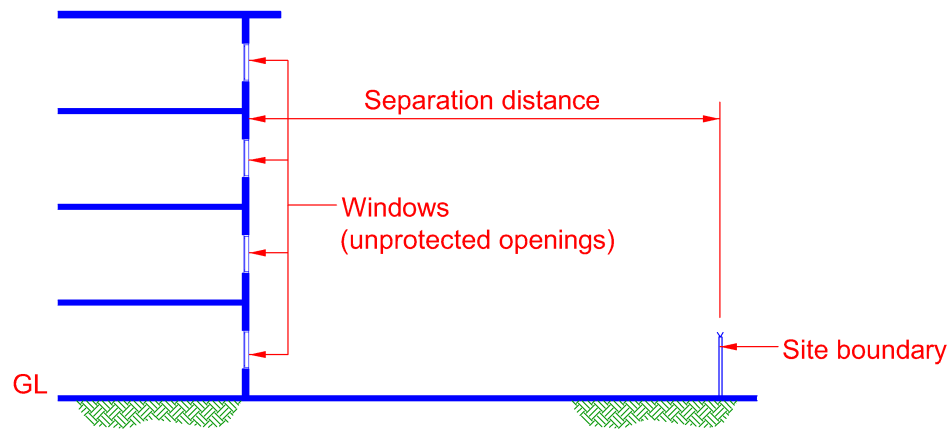 Separation distance
Windows
(unprotected openings)
Site boundary
GL